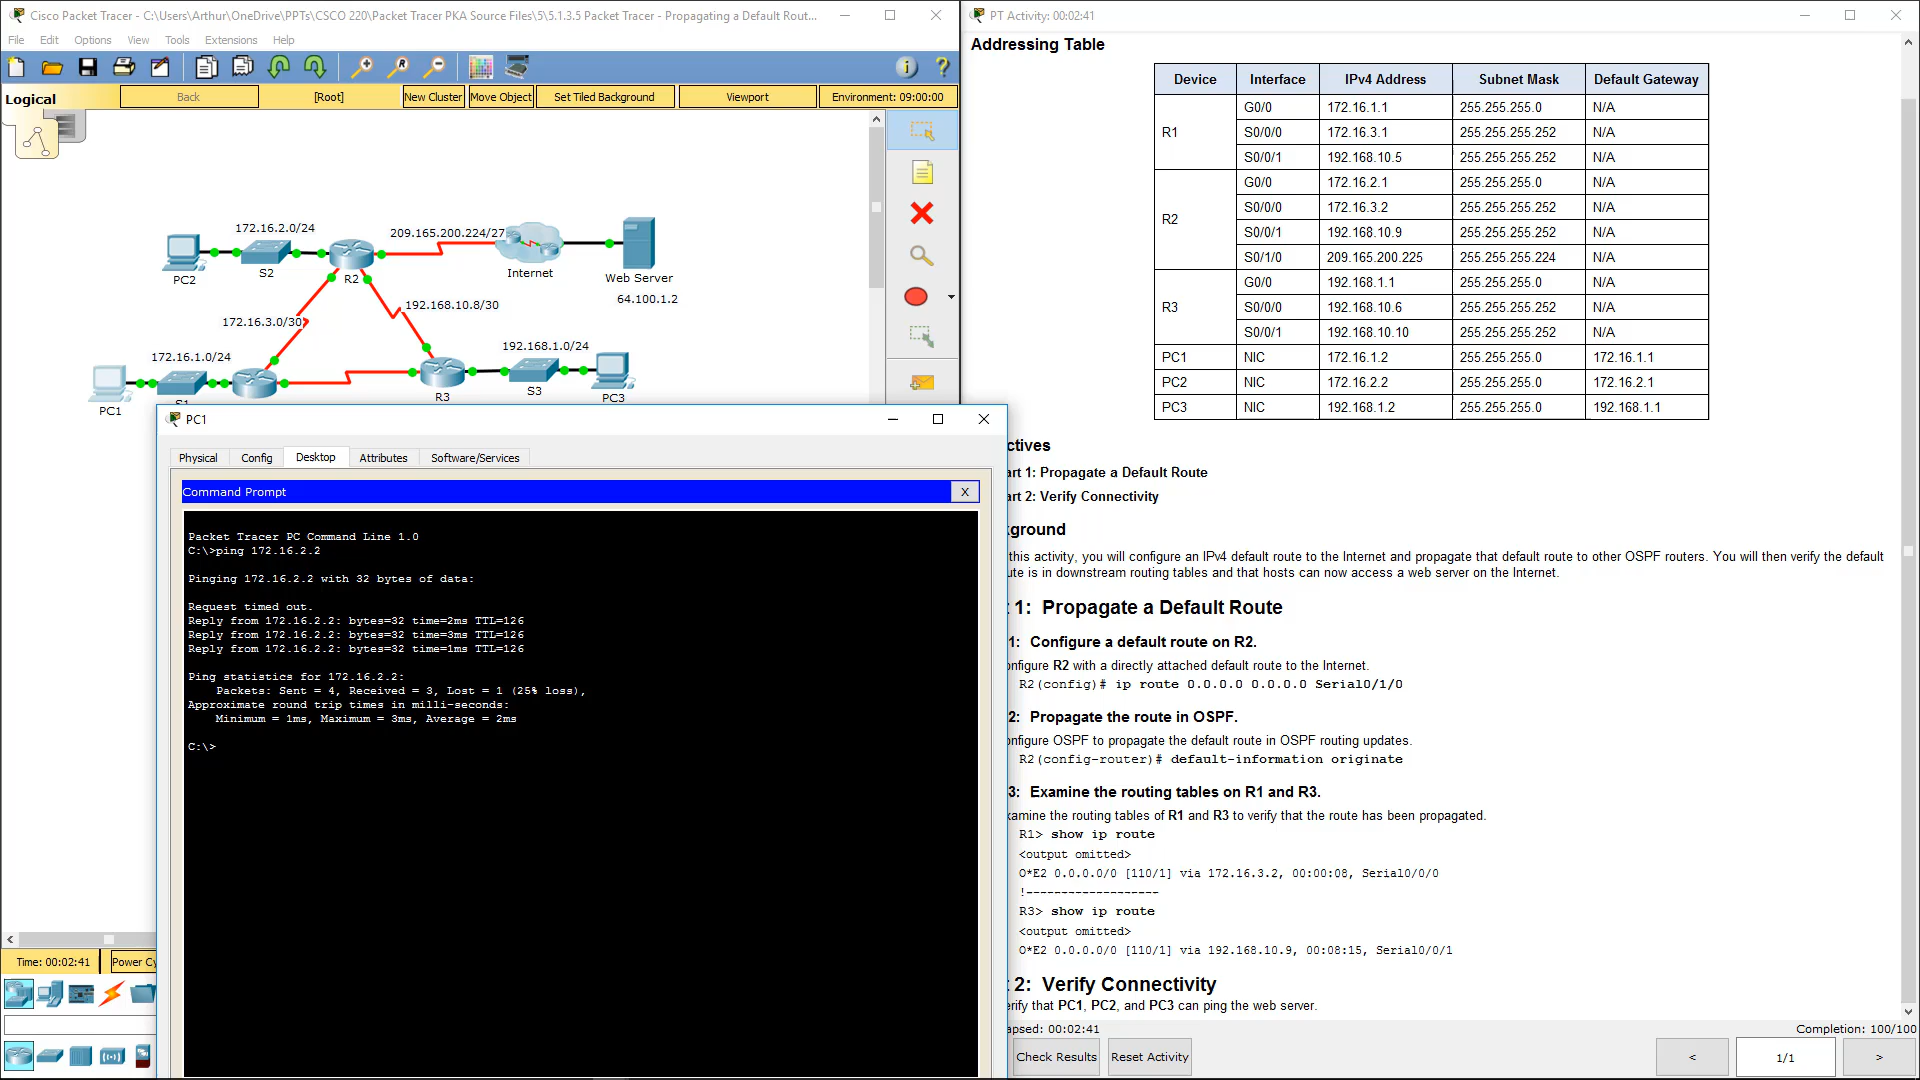 Cisco Packet Tracer - C:\Users\Arthur\OneDrive\PPTs\CSCO 220\Packet Tracer PKA Source Files\5\5.1.3.5 Packet Tracer - Propagating a Default Rout...
File Edit Options View Tools Extensions Help
Logical
Back
[Root]
New Cluster
Move Object
Set Tiled Background
Viewport
Environment: 09:00:00
172.16.2.0/24
209.165.200.224/27
PC2
S2
R2
Internet
Web Server
64.100.1.2
192.168.10.8/30
172.16.3.0/30
172.16.1.0/24
192.168.1.0/24
PC1
S1
R3
S3
PC3
PC1
Physical Config Desktop Attributes Software/Services
Command Prompt
X
Packet Tracer PC Command Line 1.0
C:\>ping 172.16.2.2
Pinging 172.16.2.2 with 32 bytes of data:
Request timed out.
Reply from 172.16.2.2: bytes=32 time=2ms TTL=126
Reply from 172.16.2.2: bytes=32 time=3ms TTL=126
Reply from 172.16.2.2: bytes=32 time=1ms TTL=126
Ping statistics for 172.16.2.2:
Packets: Sent = 4, Received = 3, Lost = 1 (25% loss),
Approximate round trip times in milli-seconds:
Minimum = 1ms, Maximum = 3ms, Average = 2ms
C:\>
Time: 00:02:41
Power Cy
PT Activity: 00:02:41
Addressing Table
Device Interface IPv4 Address Subnet Mask Default Gateway
R1 G0/0 172.16.1.1 255.255.255.0 N/A
S0/0/0 172.16.3.1 255.255.255.252 N/A
S0/0/1 192.168.10.5 255.255.255.252 N/A
R2 G0/0 172.16.2.1 255.255.255.0 N/A
S0/0/0 172.16.3.2 255.255.255.252 N/A
S0/0/1 192.168.10.9 255.255.255.252 N/A
S0/1/0 209.165.200.225 255.255.255.224 N/A
R3 G0/0 192.168.1.1 255.255.255.0 N/A
S0/0/0 192.168.10.6 255.255.255.252 N/A
S0/0/1 192.168.10.10 255.255.255.252 N/A
PC1 NIC 172.16.1.2 255.255.255.0 172.16.1.1
PC2 NIC 172.16.2.2 255.255.255.0 172.16.2.1
PC3 NIC 192.168.1.2 255.255.255.0 192.168.1.1
ctives
art 1: Propagate a Default Route
art 2: Verify Connectivity
kground
this activity, you will configure an IPv4 default route to the Internet and propagate that default route to other OSPF routers. You will then verify the default
ute is in downstream routing tables and that hosts can now access a web server on the Internet.
t 1: Propagate a Default Route
1: Configure a default route on R2.
onfigure R2 with a directly attached default route to the Internet.
R2(config)# ip route 0.0.0.0 0.0.0.0 Serial0/1/0
2: Propagate the route in OSPF.
onfigure OSPF to propagate the default route in OSPF routing updates.
R2(config-router)# default-information originate
3: Examine the routing tables on R1 and R3.
xamine the routing tables of R1 and R3 to verify that the route has been propagated.
R1> show ip route
<output omitted>
O*E2 0.0.0.0/0 [110/1] via 172.16.3.2, 00:00:08, Serial0/0/0
!-------------------
R3> show ip route
<output omitted>
O*E2 0.0.0.0/0 [110/1] via 192.168.10.9, 00:08:15, Serial0/0/1
t 2: Verify Connectivity
erify that PC1, PC2, and PC3 can ping the web server.
apsed: 00:02:41
Completion: 100/100
Check Results
Reset Activity
<
1/1
>